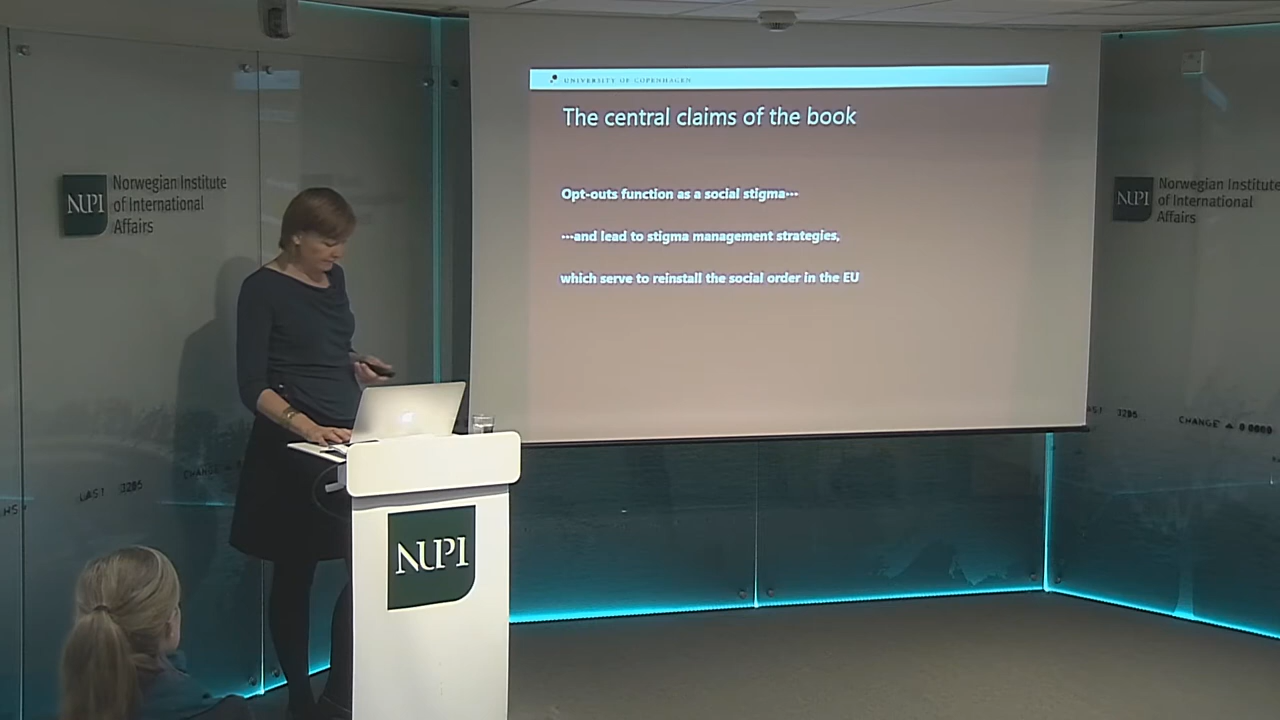 UNIVERSITY OF COPENHAGEN
The central claims of the book
Opt-outs function as a social stigma…
…and lead to stigma management strategies,
which serve to reinstall the social order in the EU
NUPI
Norwegian Institute
of International
Affairs
NUPI
Norwegian Institute
of International
Affairs
LAST 3285
CHANGE
3285
CHANGE
NUPI